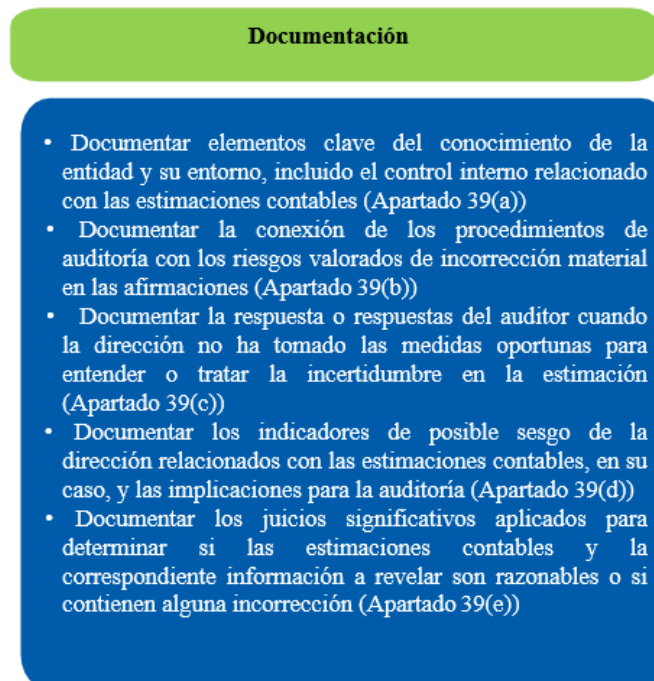 Documentación
• Documentar elementos clave del conocimiento de la
entidad y su entorno, incluido el control interno relacionado
con las estimaciones contables (Apartado 39(a))
• Documentar la conexión de los procedimientos de
auditoría con los riesgos valorados de incorrección material
en las afirmaciones (Apartado 39(b))
• Documentar la respuesta o respuestas del auditor cuando
la dirección no ha tomado las medidas oportunas para
entender o tratar la incertidumbre en la estimación
(Apartado 39(c))
• Documentar los indicadores de posible sesgo de la
dirección relacionados con las estimaciones contables, en su
caso, y las implicaciones para la auditoría (Apartado 39(d))
• Documentar los juicios significativos aplicados para
determinar si las estimaciones contables y la
correspondiente información a revelar son razonables o si
contienen alguna incorrección (Apartado 39(e))